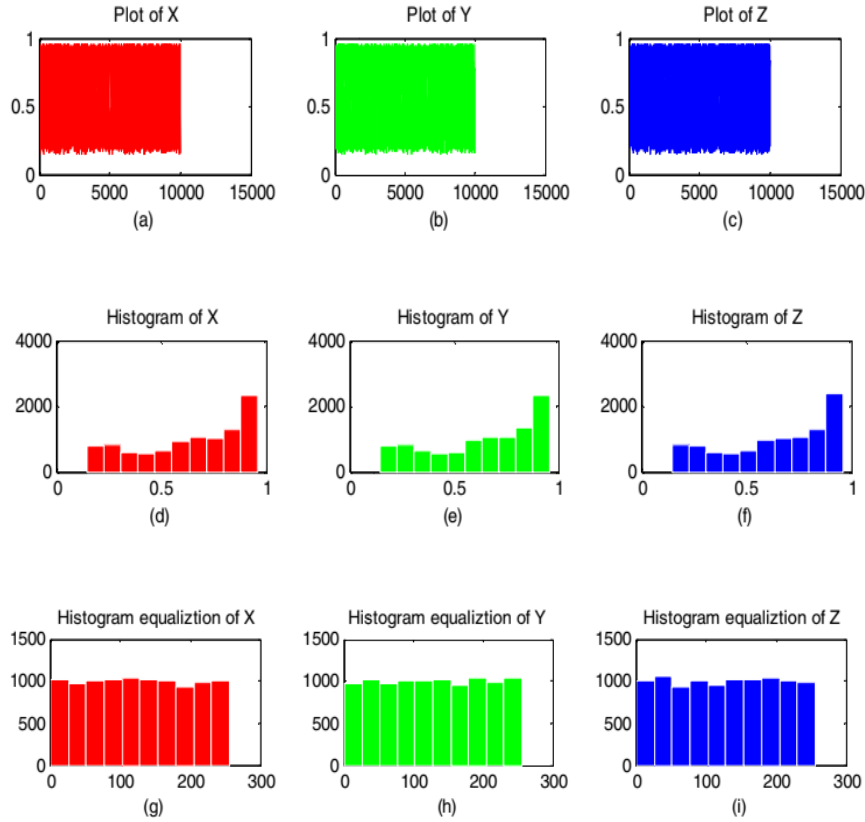 Plot of X
Plot of Y
Plot of Z
1
0.5
0
0 5000 10000 15000
(a)
1
0.5
0
0 5000 10000 15000
(b)
1
0.5
0
0 5000 10000 15000
(c)
Histogram of X
Histogram of Y
Histogram of Z
4000
2000
0
0 0.5 1
(d)
4000
2000
0
0 0.5 1
(e)
4000
2000
0
0 0.5 1
(f)
Histogram equaliztion of X
Histogram equaliztion of Y
Histogram equaliztion of Z
1500
1000
500
0
0 100 200 300
(g)
1500
1000
500
0
0 100 200 300
(h)
1500
1000
500
0
0 100 200 300
(i)